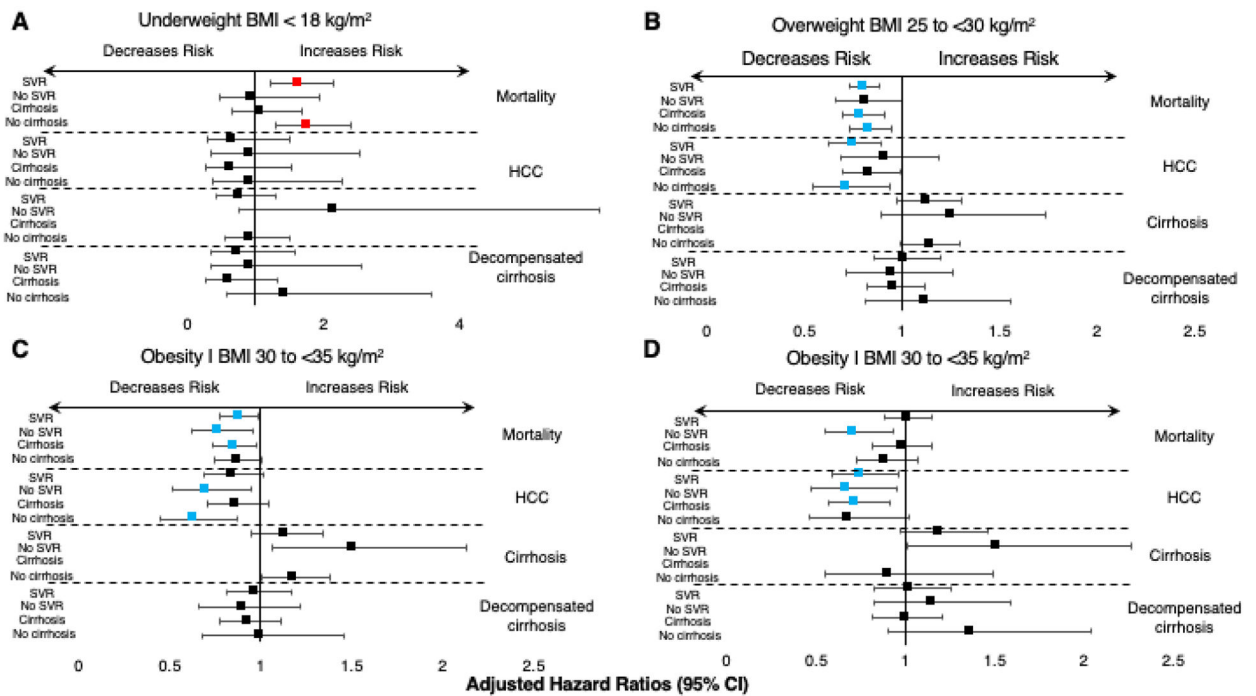 A
Underweight BMI < 18 kg/m²
Decreases Risk Increases Risk
SVR
No SVR
Cirrhosis
No cirrhosis
Mortality
SVR
No SVR
Cirrhosis
No cirrhosis
HCC
SVR
No SVR
Cirrhosis
No cirrhosis
SVR
No SVR
Cirrhosis
No cirrhosis
Decompensated
cirrhosis
0 2 4
B
Overweight BMI 25 to <30 kg/m²
Decreases Risk Increases Risk
SVR
No SVR
Cirrhosis
No cirrhosis
Mortality
SVR
No SVR
Cirrhosis
No cirrhosis
HCC
SVR
No SVR
Cirrhosis
No cirrhosis
Cirrhosis
SVR
No SVR
Cirrhosis
No cirrhosis
Decompensated
cirrhosis
0 0.5 1 1.5 2 2.5
C
Obesity I BMI 30 to <35 kg/m²
Decreases Risk Increases Risk
SVR
No SVR
Cirrhosis
No cirrhosis
Mortality
SVR
No SVR
Cirrhosis
No cirrhosis
HCC
SVR
No SVR
Cirrhosis
No cirrhosis
Cirrhosis
SVR
No SVR
Cirrhosis
No cirrhosis
Decompensated
cirrhosis
0 0.5 1 1.5 2 2.5
D
Obesity I BMI 30 to <35 kg/m²
Decreases Risk Increases Risk
SVR
No SVR
Cirrhosis
No cirrhosis
Mortality
SVR
No SVR
Cirrhosis
No cirrhosis
HCC
SVR
No SVR
Cirrhosis
No cirrhosis
Cirrhosis
SVR
No SVR
Cirrhosis
No cirrhosis
Decompensated
cirrhosis
0 0.5 1 1.5 2 2.5
Adjusted Hazard Ratios (95% CI)